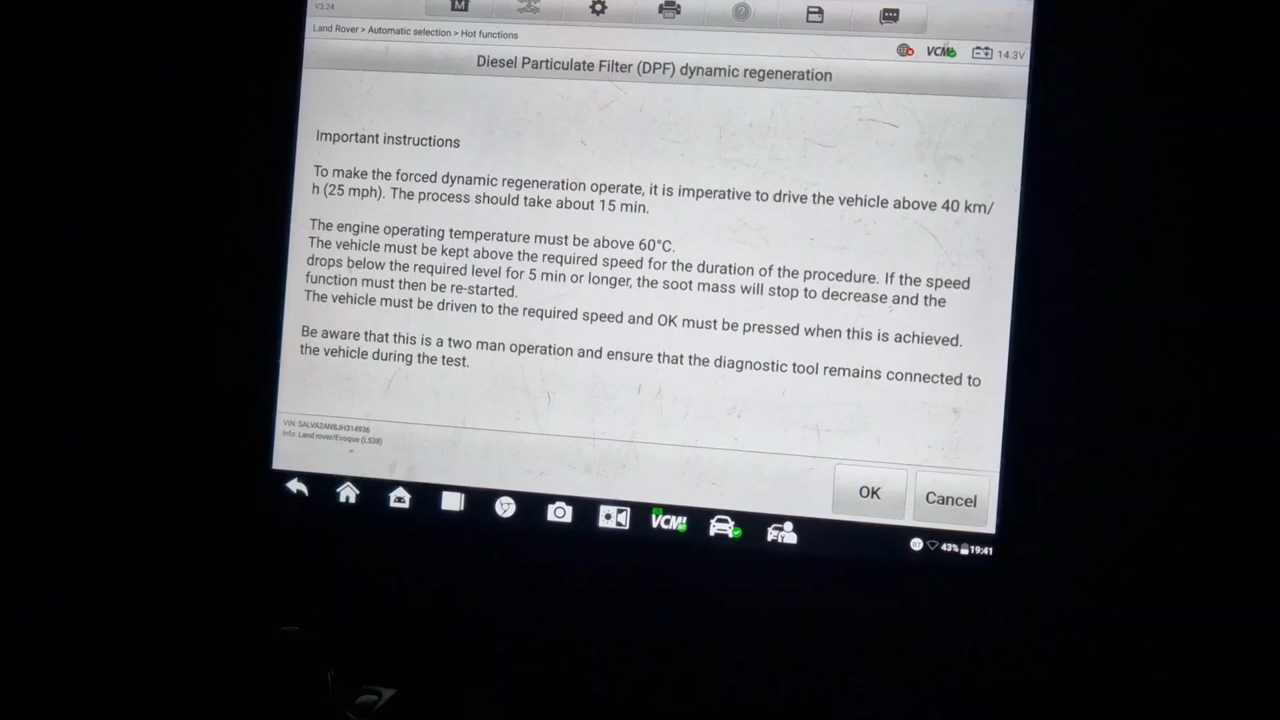 V3.24
M
Land Rover > Automatic selection > Hot functions
VCMI 14.3V
Diesel Particulate Filter (DPF) dynamic regeneration
Important instructions
To make the forced dynamic regeneration operate, it is imperative to drive the vehicle above 40 km/
h (25 mph). The process should take about 15 min.
The engine operating temperature must be above 60°C.
The vehicle must be kept above the required speed for the duration of the procedure. If the speed
drops below the required level for 5 min or longer, the soot mass will stop to decrease and the
function must then be re-started.
The vehicle must be driven to the required speed and OK must be pressed when this is achieved.
Be aware that this is a two man operation and ensure that the diagnostic tool remains connected to
the vehicle during the test.
VIN: SALVA2AN8JH314936
Info: Land rover/Evoque (L538)
OK Cancel
VCMI
BT 43% 19:41